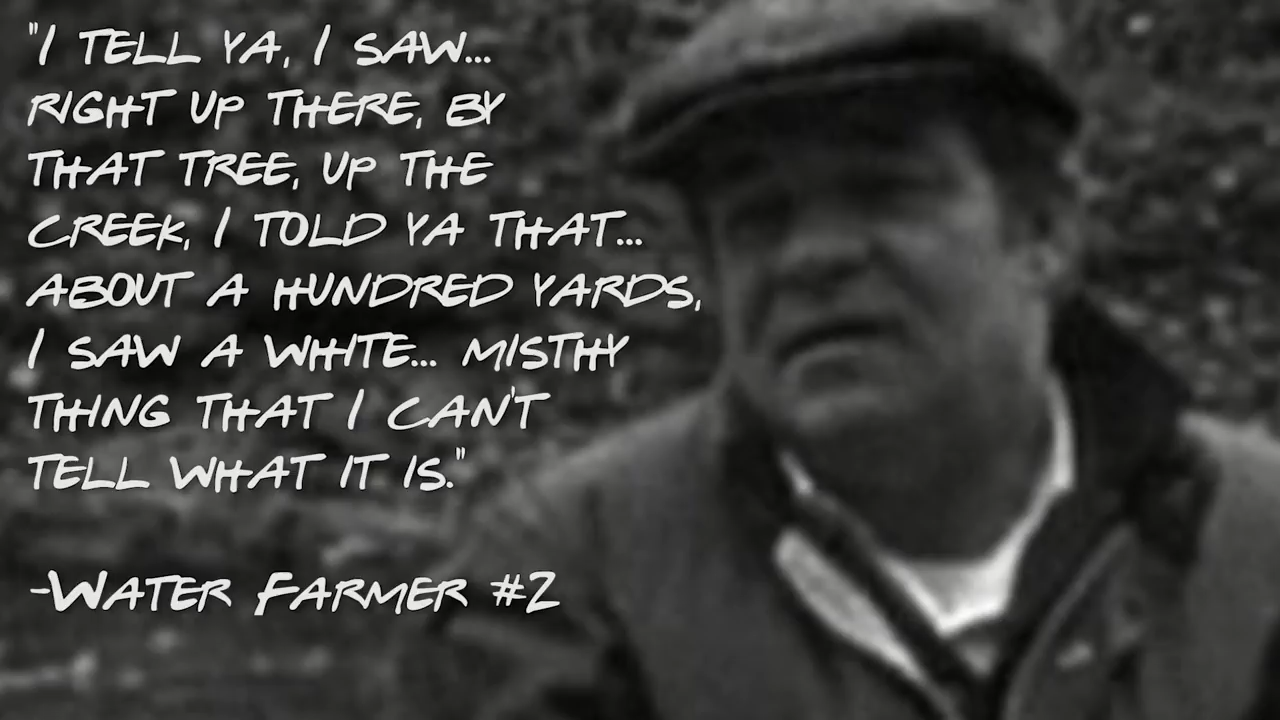 "I TELL YA, I SAW...
RIGHT UP THERE, BY
THAT TREE, UP THE
CREEK, I TOLD YA THAT...
ABOUT A HUNDRED YARDS,
I SAW A WHITE... MISTHY
THING THAT I CAN'T
TELL WHAT IT IS."
-WATER FARMER #2